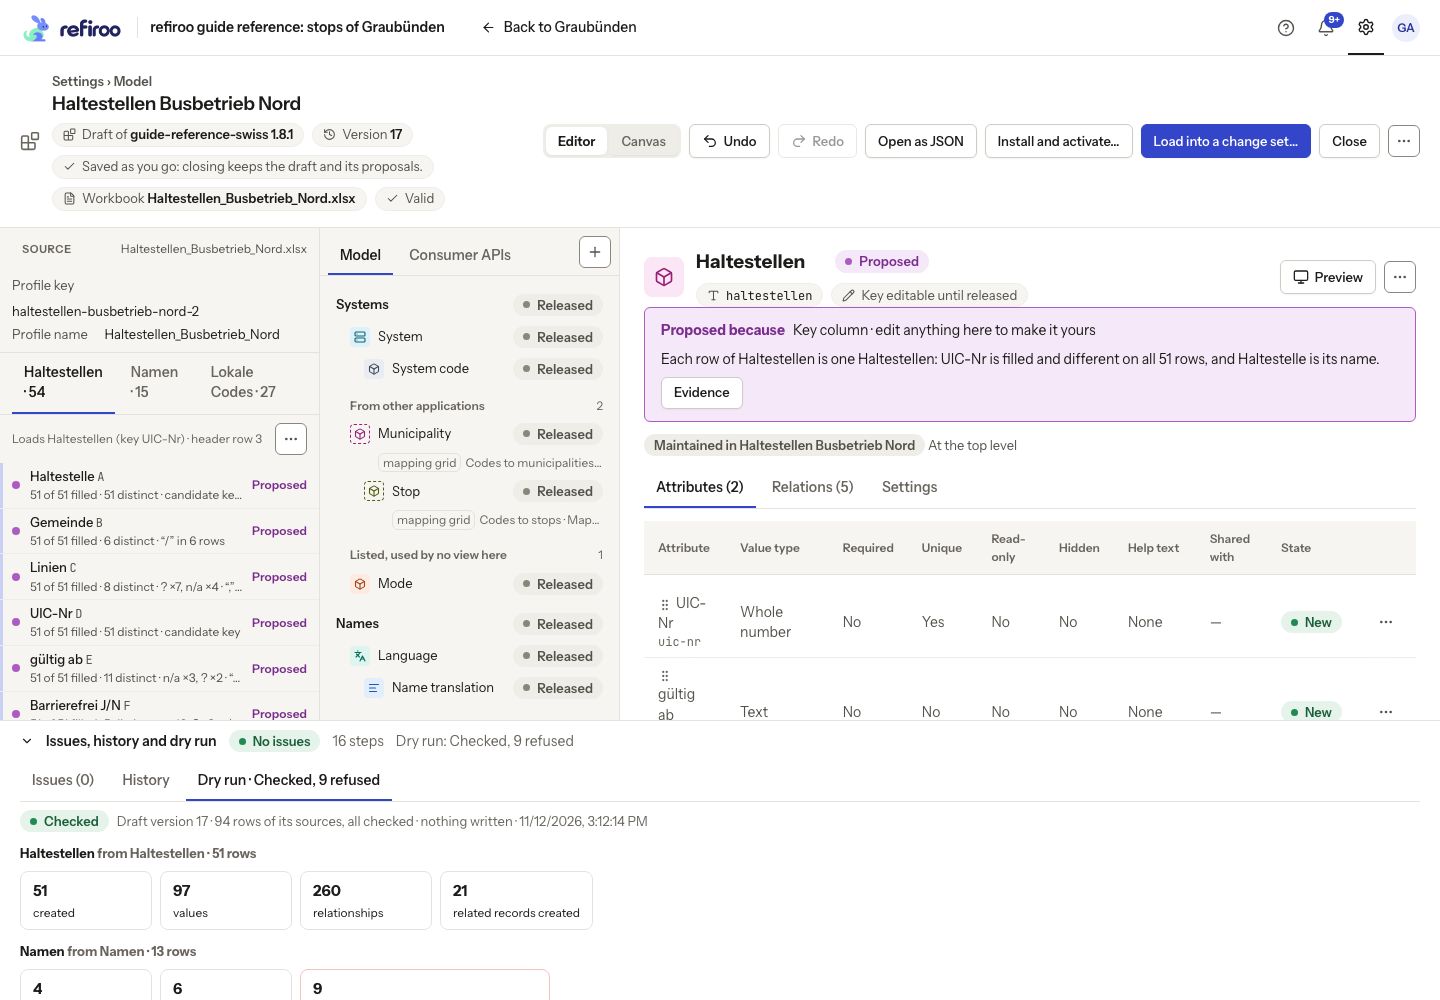 refiroo
refiroo guide reference: stops of Graubünden
← Back to Graubünden
9+
GA
Settings › Model
Haltestellen Busbetrieb Nord
Draft of guide-reference-swiss 1.8.1
Version 17
Saved as you go: closing keeps the draft and its proposals.
Workbook Haltestellen_Busbetrieb_Nord.xlsx
Valid
Editor
Canvas
Undo
Redo
Open as JSON
Install and activate...
Load into a change set...
Close
SOURCE
Haltestellen_Busbetrieb_Nord.xlsx
Profile key
haltestellen-busbetrieb-nord-2
Profile name Haltestellen_Busbetrieb_Nord
Haltestellen · 54
Namen · 15
Lokale Codes · 27
Loads Haltestellen (key UIC-Nr) · header row 3
Haltestelle A
51 of 51 filled · 51 distinct · candidate ke...
Proposed
Gemeinde B
51 of 51 filled · 6 distinct · “/” in 6 rows
Proposed
Linien C
51 of 51 filled · 8 distinct · ? ×7, n/a ×4 · “,”...
Proposed
UIC-Nr D
51 of 51 filled · 51 distinct · candidate key
Proposed
gültig ab E
51 of 51 filled · 11 distinct · n/a ×3, ? ×2 · “...
Proposed
Barrierefrei J/N F
Proposed
Model
Consumer APIs
Systems
Released
System
Released
System code
Released
From other applications
2
Municipality
Released
mapping grid Codes to municipalities...
Stop
Released
mapping grid Codes to stops · Map...
Listed, used by no view here
1
Mode
Released
Names
Released
Language
Released
Name translation
Released
Haltestellen
Proposed
haltestellen
Key editable until released
Preview
Proposed because Key column · edit anything here to make it yours
Each row of Haltestellen is one Haltestellen: UIC-Nr is filled and different on all 51 rows, and Haltestelle is its name.
Evidence
Maintained in Haltestellen Busbetrieb Nord At the top level
Attributes (2)
Relations (5)
Settings
Attribute
Value type
Required
Unique
Read-only
Hidden
Help text
Shared with
State
UIC-Nr
uic-nr
Whole number
No
Yes
No
No
None
—
New
gültig ab
Text
No
No
No
No
None
—
New
Issues, history and dry run
No issues
16 steps
Dry run: Checked, 9 refused
Issues (0)
History
Dry run · Checked, 9 refused
Checked
Draft version 17 · 94 rows of its sources, all checked · nothing written · 11/12/2026, 3:12:14 PM
Haltestellen from Haltestellen · 51 rows
51
created
97
values
260
relationships
21
related records created
Namen from Namen · 13 rows
4
6
9